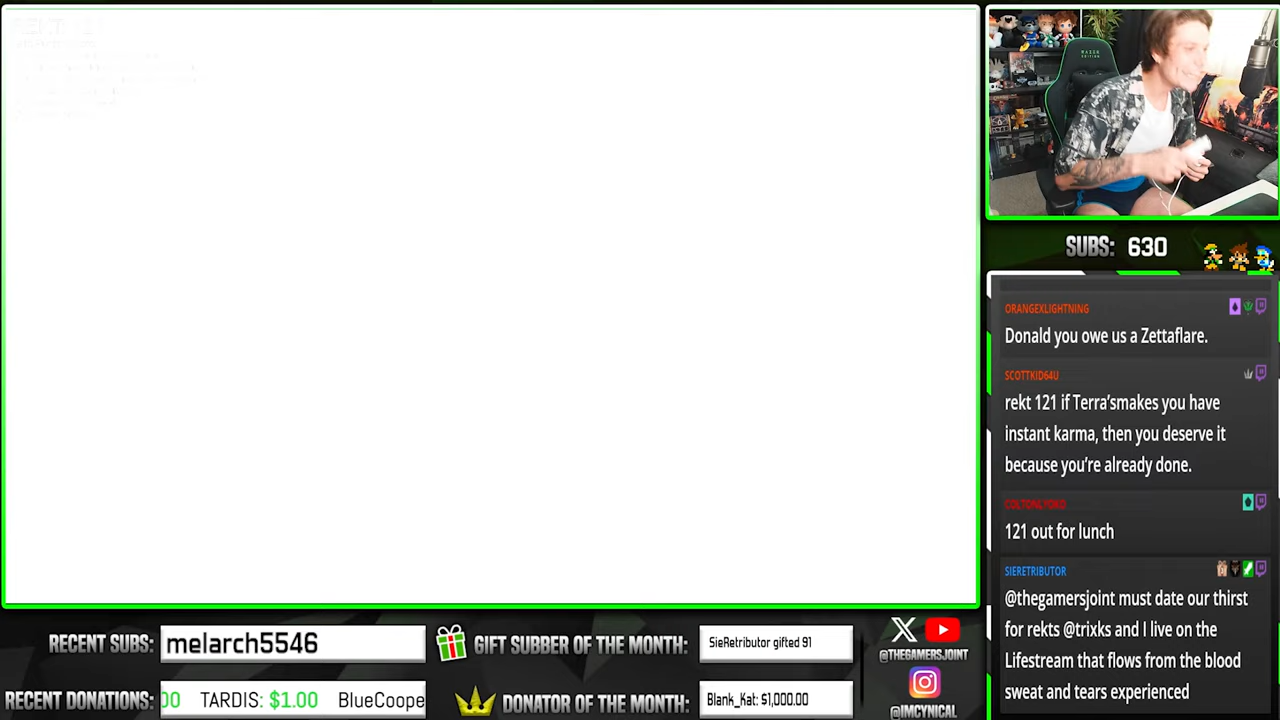 REKT 121
SUBS: 630
ORANGEXLIGHTNING
Donald you owe us a Zettaflare.
SCOTTKID64U
rekt 121 if Terra'smakes you have
instant karma, then you deserve it
because you're already done.
COLTONLYOKO
121 out for lunch
SIERETRIBUTOR
@thegamersjoint must date our thirst
for rekts @trixks and I live on the
Lifestream that flows from the blood
sweat and tears experienced
RECENT SUBS: melarch5546
GIFT SUBBER OF THE MONTH: SieRetributor gifted 91
@THEGAMERSJOINT
RECENT DONATIONS: 00 TARDIS: $1.00 BlueCoope
DONATOR OF THE MONTH: Blank_Kat: $1,000.00
@IMCYNICAL